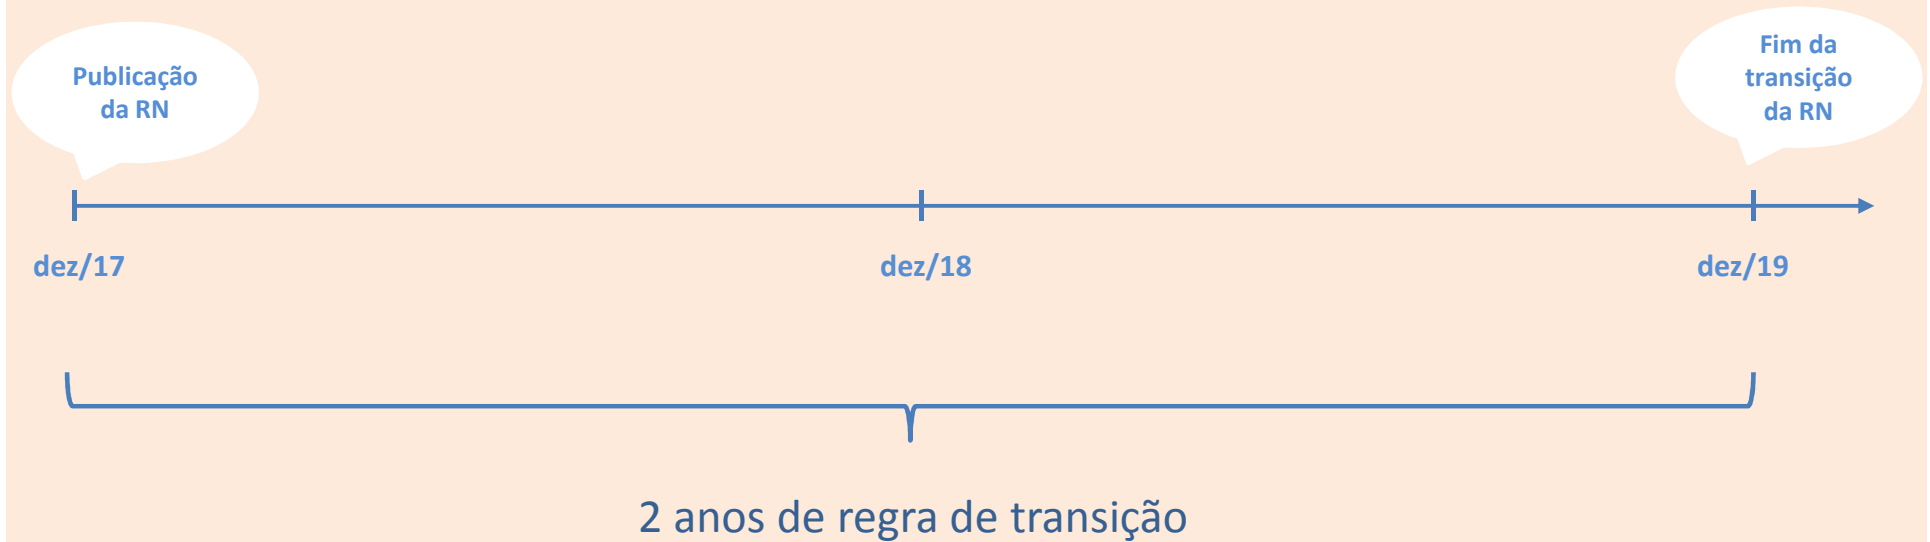 Publicação
da RN
Fim da
transição
da RN
dez/17
dez/18
dez/19
2 anos de regra de transição